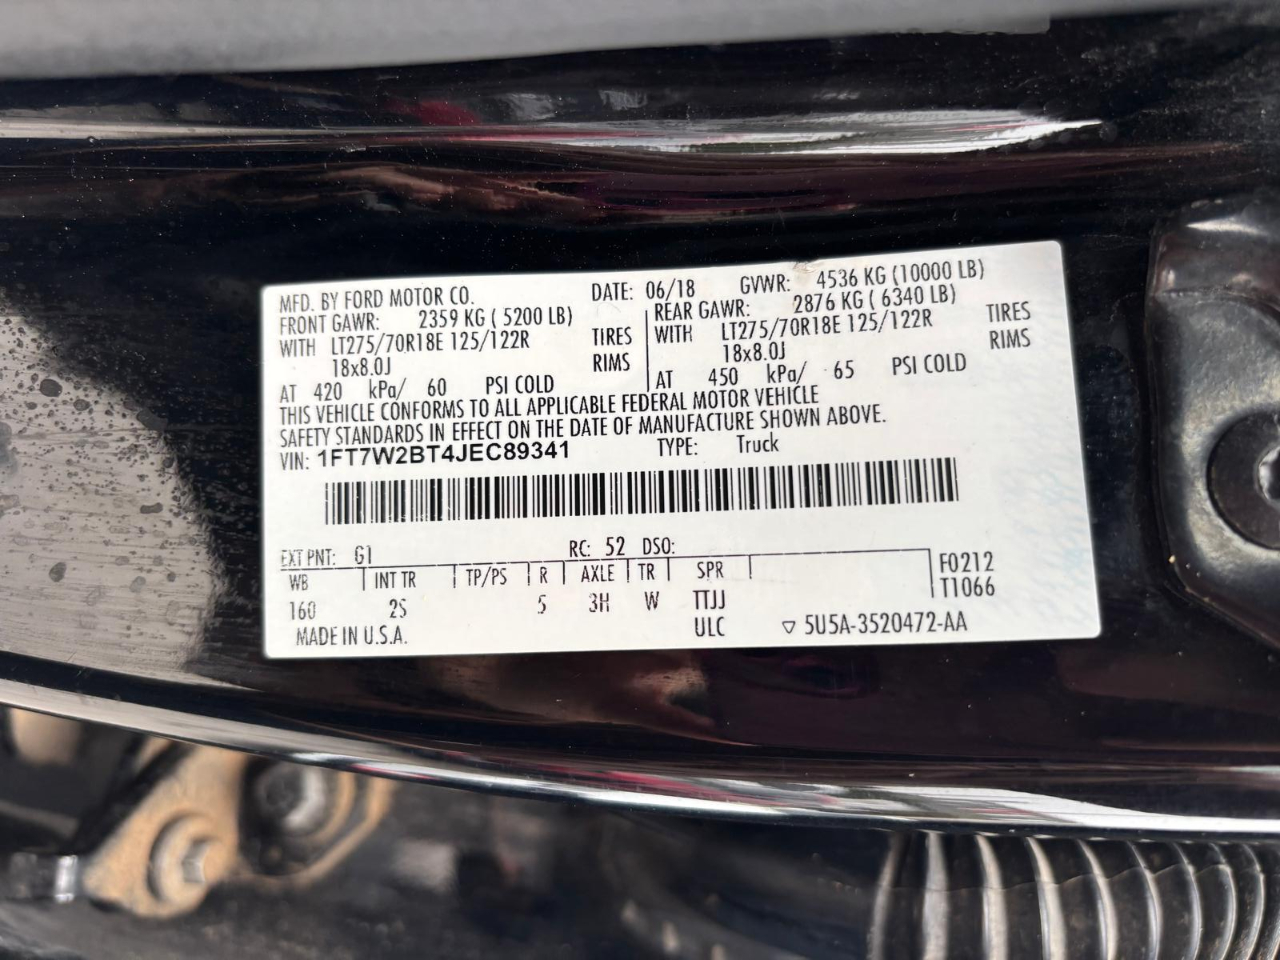 MFD. BY FORD MOTOR CO. DATE: 06/18 GVWR: 4536 KG (10000 LB)
FRONT GAWR: 2359 KG ( 5200 LB) REAR GAWR: 2876 KG ( 6340 LB)
WITH LT275/70R18E 125/122R TIRES WITH LT275/70R18E 125/122R TIRES
18x8.0J RIMS 18x8.0J RIMS
AT 420 kPa/ 60 PSI COLD AT 450 kPa/ 65 PSI COLD
THIS VEHICLE CONFORMS TO ALL APPLICABLE FEDERAL MOTOR VEHICLE
SAFETY STANDARDS IN EFFECT ON THE DATE OF MANUFACTURE SHOWN ABOVE.
VIN: 1FT7W2BT4JEC89341 TYPE: Truck
EXT PNT: G1 RC: 52 DSO:
WB INT TR TP/PS R AXLE TR SPR F0212
160 2S 5 3H W TTJJ T1066
MADE IN U.S.A. ULC ▽ 5U5A-3520472-AA